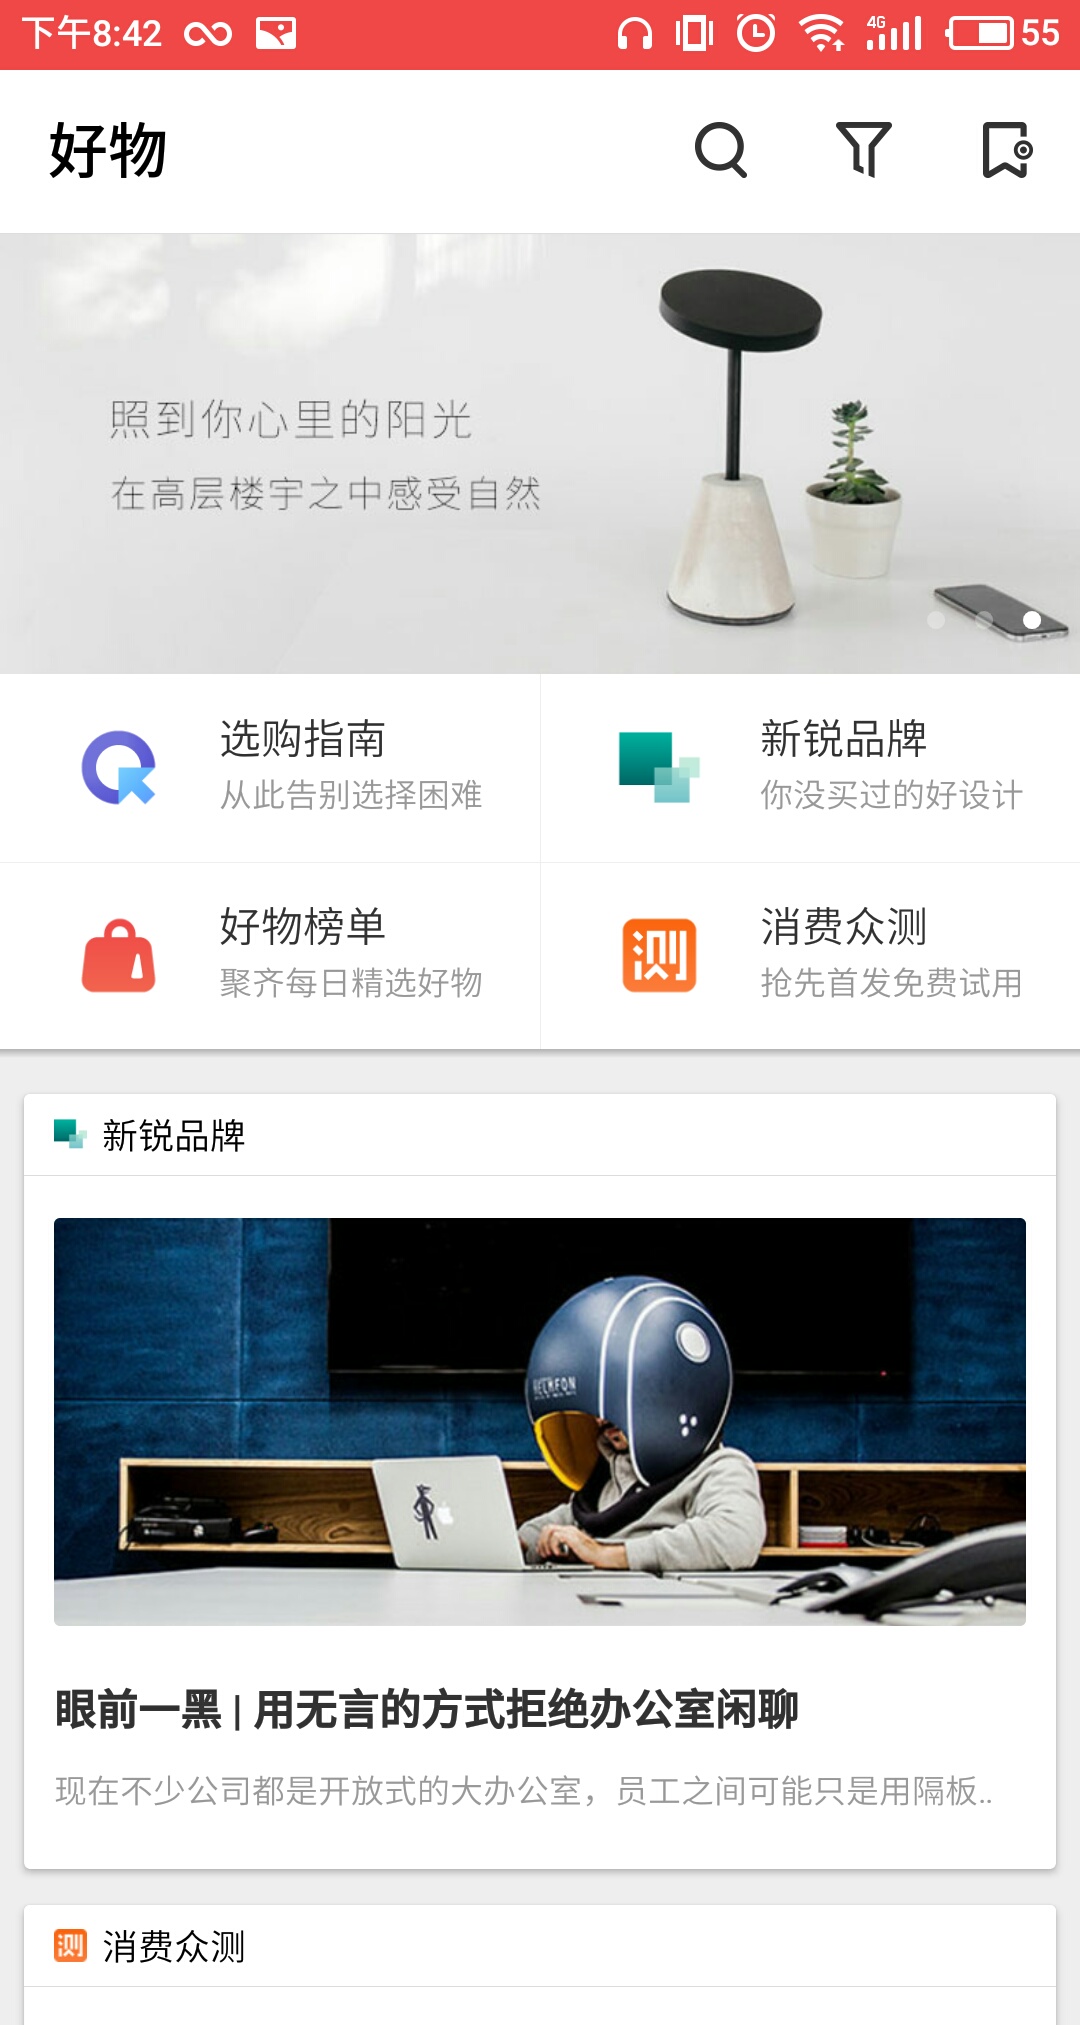 下午8:42
4G
55
好物
照到你心里的阳光
在高层楼宇之中感受自然
选购指南
从此告别选择困难
新锐品牌
你没买过的好设计
好物榜单
聚齐每日精选好物
测
消费众测
抢先首发免费试用
新锐品牌
HELMFON
眼前一黑 | 用无言的方式拒绝办公室闲聊
现在不少公司都是开放式的大办公室，员工之间可能只是用隔板..
测
消费众测